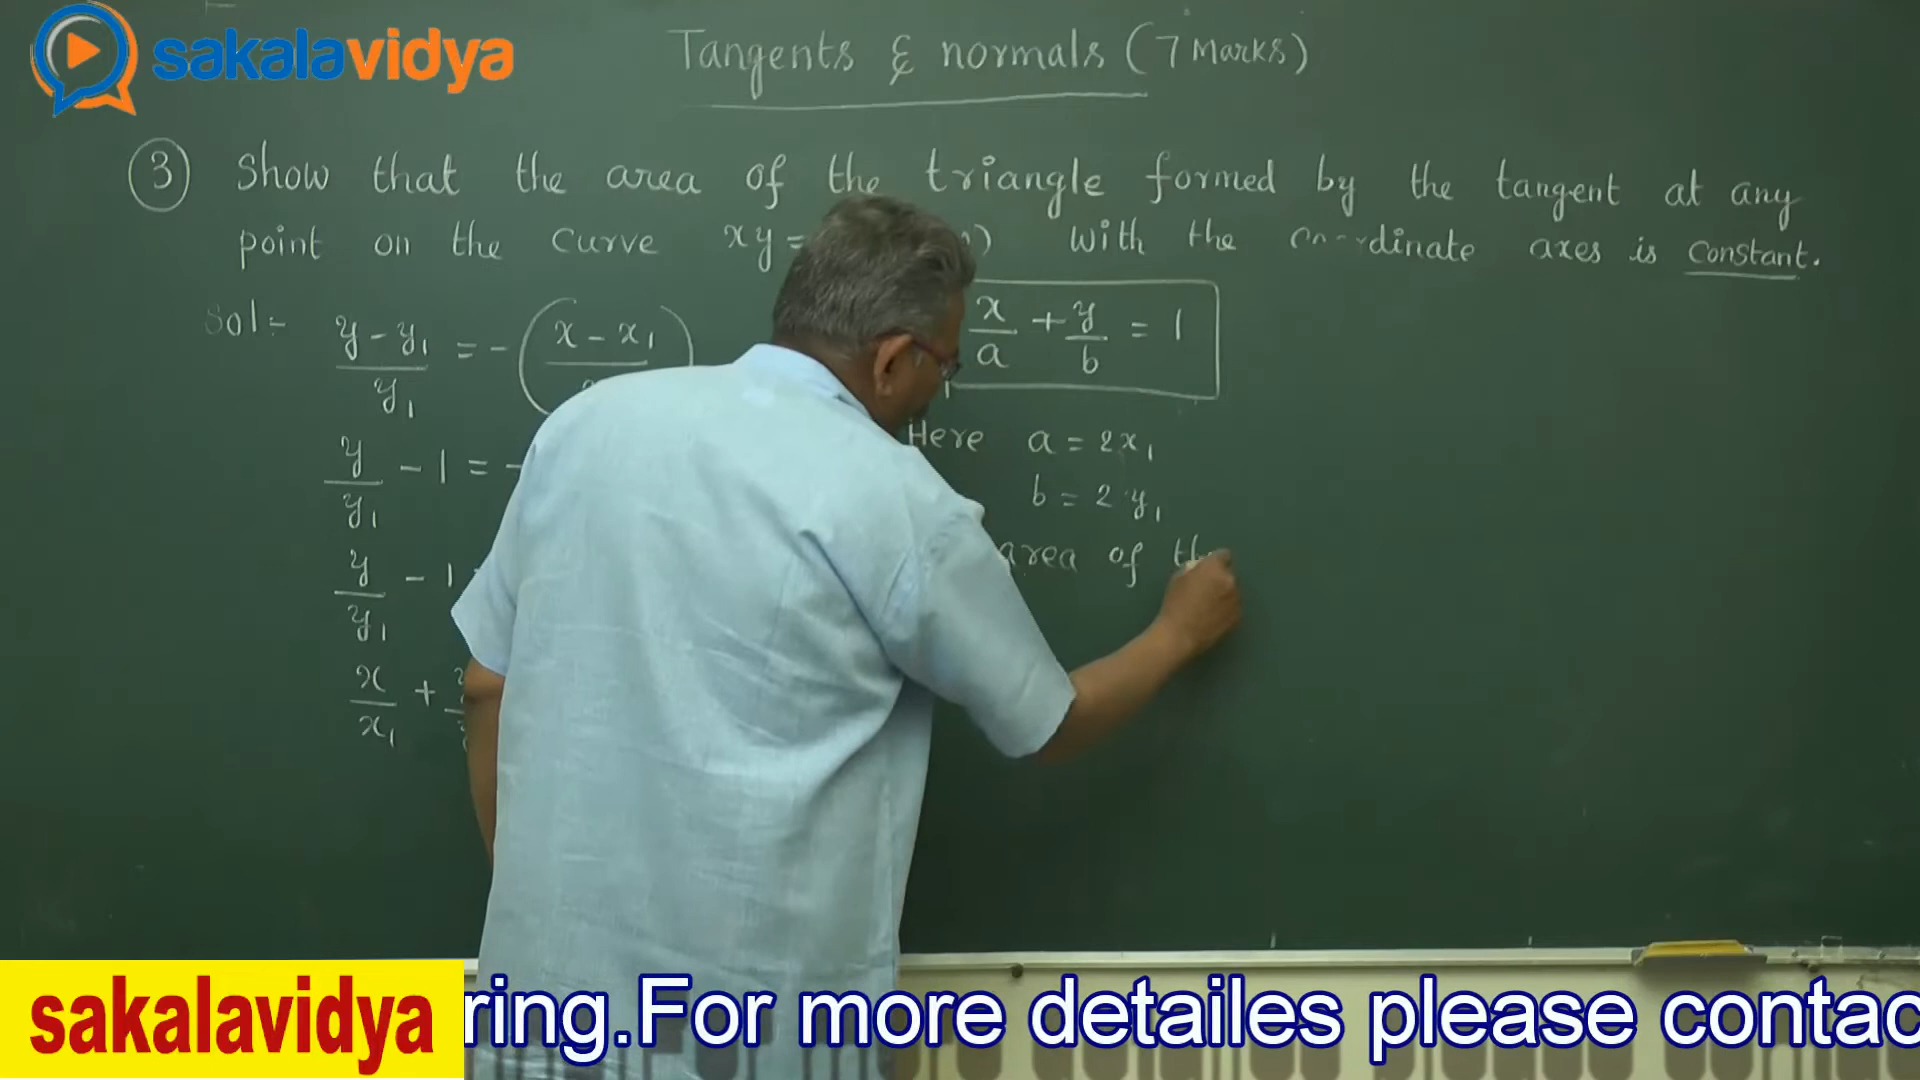 sakalavidya
Tangents & normals (7 Marks)
3 Show that the area of the triangle formed by the tangent at any
point on the curve xy= with the co-ordinate axes is constant.
Sol:-
y - y₁ / y₁ = - (x - x₁ /
y / y₁ - 1 = -
y / y₁ - 1
x / x₁ +
x / a + y / b = 1
Here a = 2x₁
b = 2y₁
area of the
sakalavidya
ring.For more detailes please contac